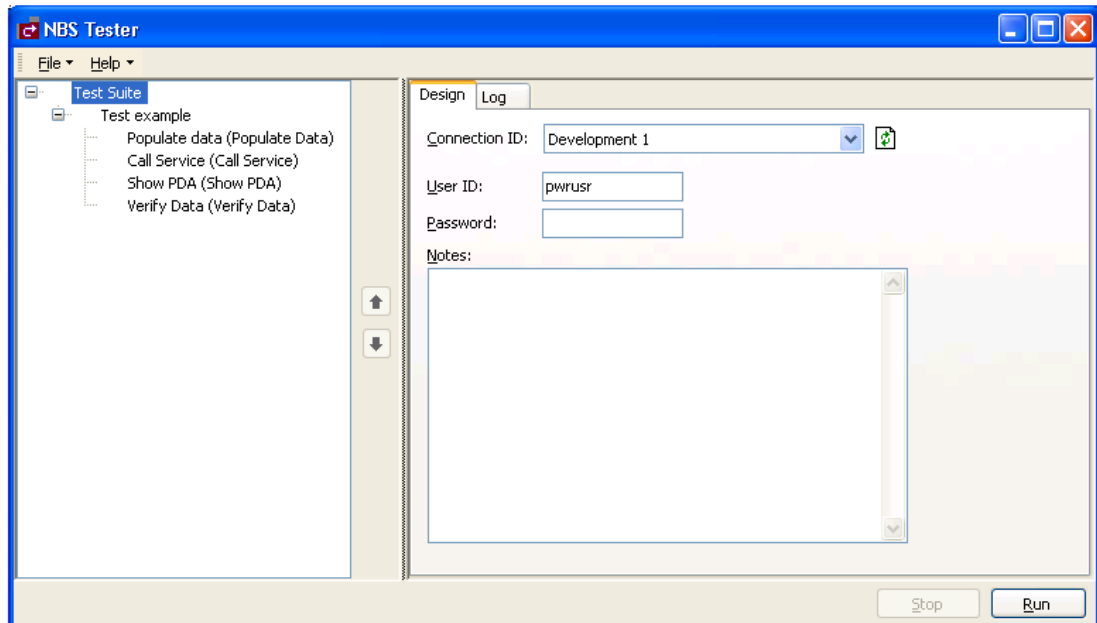 NBS Tester
File Help
Test Suite
Test example
Populate data (Populate Data)
Call Service (Call Service)
Show PDA (Show PDA)
Verify Data (Verify Data)
Design Log
Connection ID: Development 1
User ID: pwrusr
Password:
Notes:
Stop Run